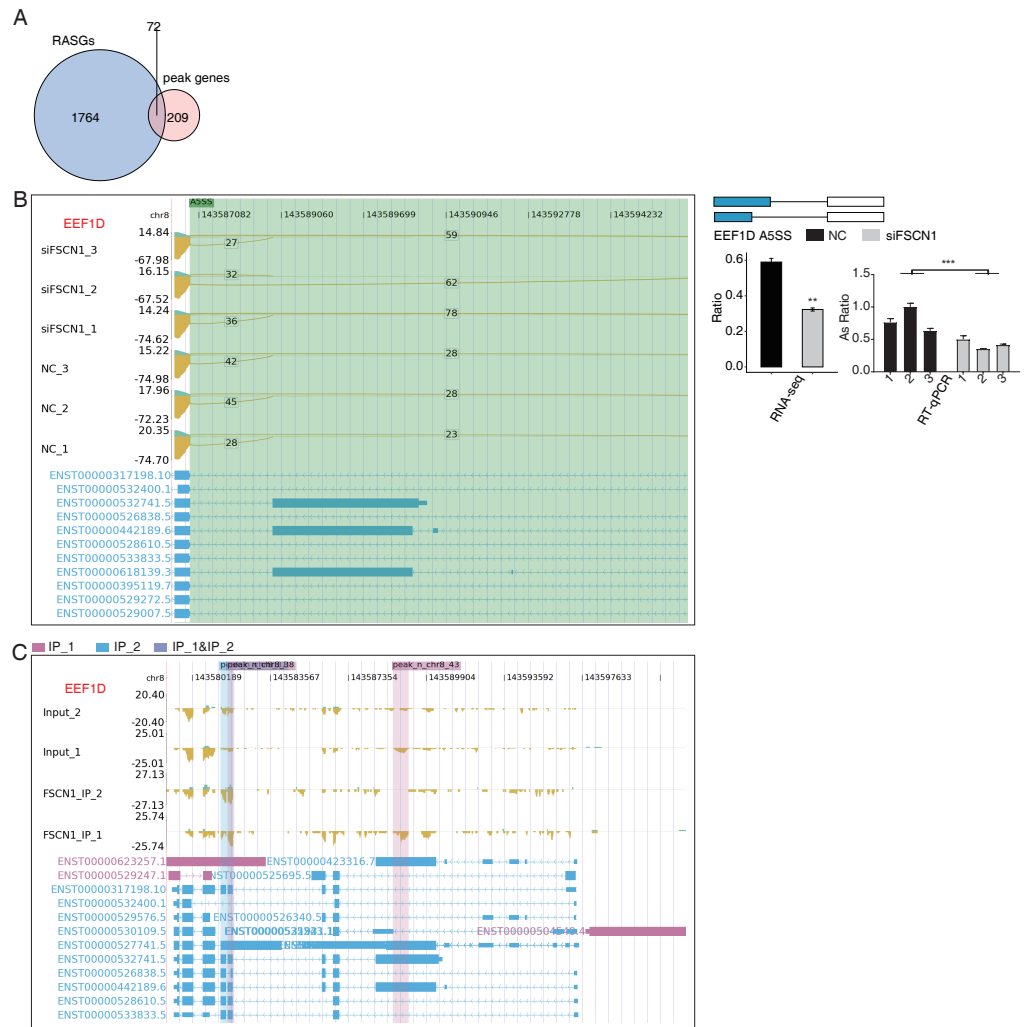 A
72
RASGs
peak genes
1764
209
B
A5SS
EEF1D
chr8
143587082
143589060
143589699
143590946
143592778
143594232
14.84
siFSCN1_3
27
59
-67.98
16.15
siFSCN1_2
32
62
-67.52
14.24
siFSCN1_1
36
78
-74.62
15.22
NC_3
42
28
-74.98
17.96
NC_2
45
28
-72.23
20.35
NC_1
28
23
-74.70
ENST00000317198.10
ENST00000532400.1
ENST00000532741.5
ENST00000526838.5
ENST00000442189.6
ENST00000528610.5
ENST00000533833.5
ENST00000618139.3
ENST00000395119.7
ENST00000529272.5
ENST00000529007.5
EEF1D A5SS
NC
siFSCN1
Ratio
0.6
0.4
0.2
0.0
**
RNA-seq
As Ratio
1.5
1.0
0.5
0.0
***
1 2 3 1 2 3
RT-qPCR
C
IP_1
IP_2
IP_1&IP_2
peak_n_chr8_38
peak_n_chr8_43
EEF1D
chr8
143580189
143583567
143587354
143589904
143593592
143597633
20.40
Input_2
-20.40
25.01
Input_1
-25.01
27.13
FSCN1_IP_2
-27.13
25.74
FSCN1_IP_1
-25.74
ENST00000623257.1
ENST00000423316.7
ENST00000529247.1
NST00000525695.5
ENST00000317198.10
ENST00000532400.1
ENST00000529576.5
ENST00000526340.5
ENST00000530109.5
ENST00000527741.5
ENST00000532741.5
ENST00000526838.5
ENST00000442189.6
ENST00000528610.5
ENST00000533833.5